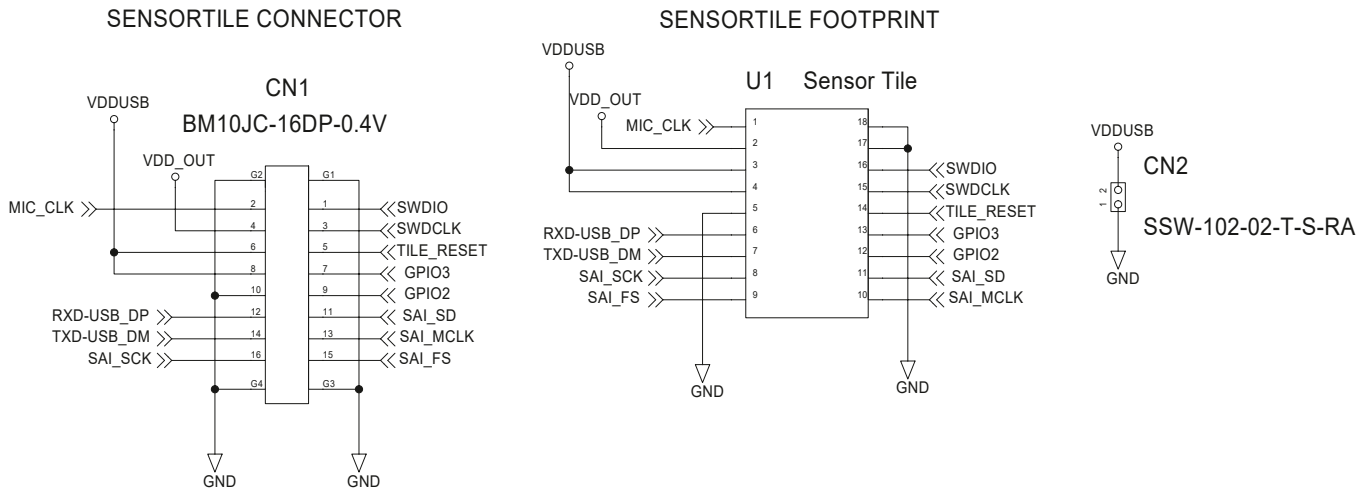 SENSORTILE CONNECTOR
CN1
BM10JC-16DP-0.4V
VDDUSB
VDD_OUT
G2 G1
MIC_CLK 2 1 SWDIO
4 3 SWDCLK
6 5 TILE_RESET
8 7 GPIO3
10 9 GPIO2
RXD-USB_DP 12 11 SAI_SD
TXD-USB_DM 14 13 SAI_MCLK
SAI_SCK 16 15 SAI_FS
G4 G3
GND GND
SENSORTILE FOOTPRINT
VDDUSB
U1 Sensor Tile
VDD_OUT
MIC_CLK 1 18
2 17
3 16 SWDIO
4 15 SWDCLK
5 14 TILE_RESET
RXD-USB_DP 6 13 GPIO3
TXD-USB_DM 7 12 GPIO2
SAI_SCK 8 11 SAI_SD
SAI_FS 9 10 SAI_MCLK
GND GND
VDDUSB
CN2
1 2
SSW-102-02-T-S-RA
GND